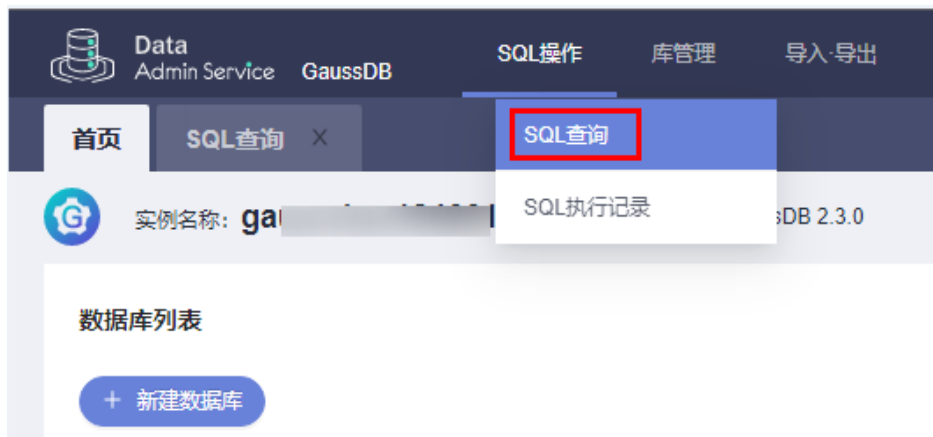 Data
Admin Service GaussDB
SQL操作
库管理
导入·导出
首页
SQL查询 ×
SQL查询
SQL执行记录
实例名称:
DB 2.3.0
数据库列表
+ 新建数据库